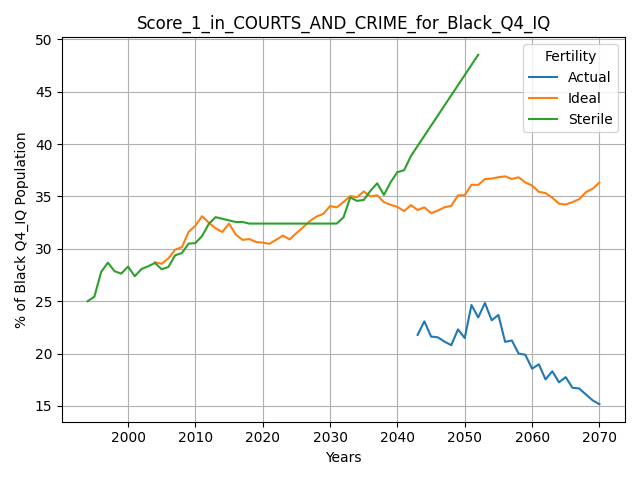 Score_1_in_COURTS_AND_CRIME_for_Black_Q4_IQ
% of Black Q4_IQ Population
50
45
40
35
30
25
20
15
Fertility
Actual
Ideal
Sterile
2000
2010
2020
2030
2040
2050
2060
2070
Years